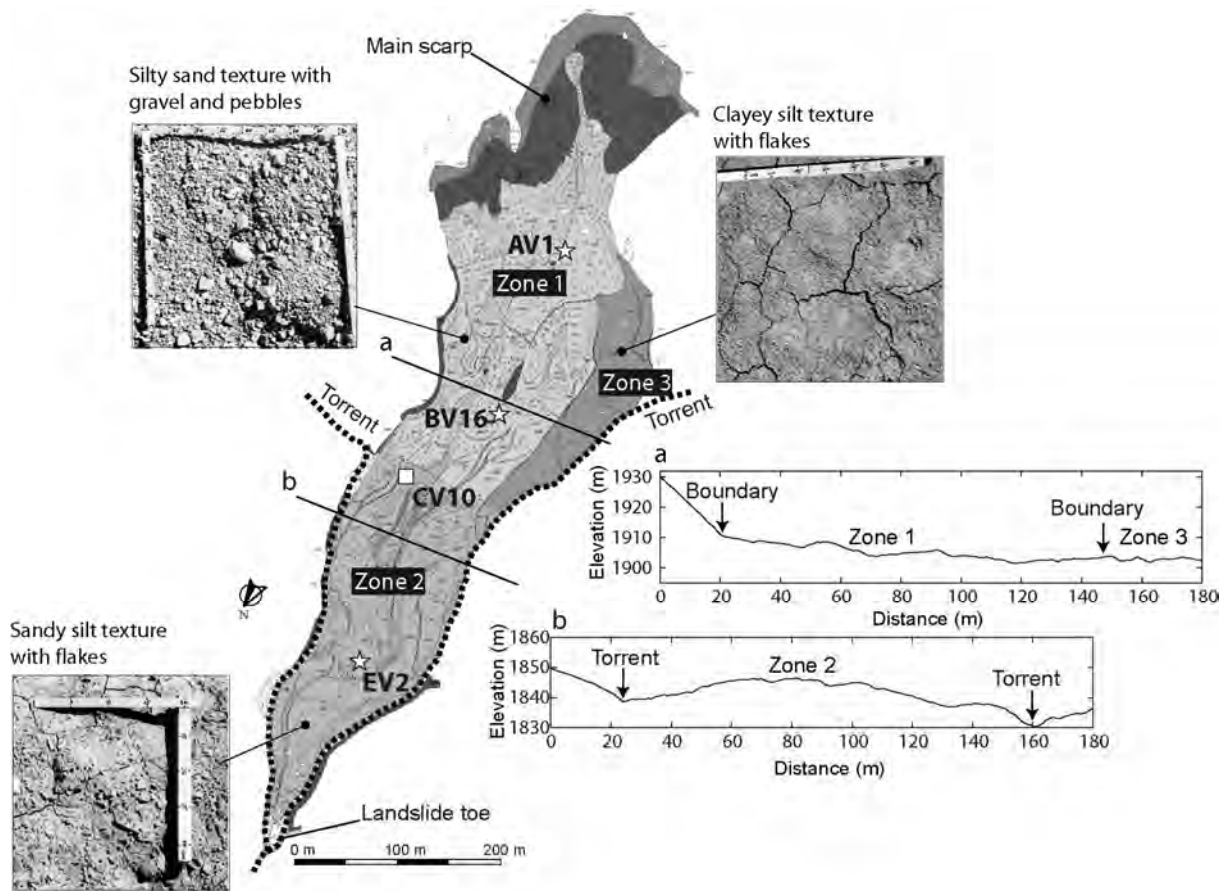 Main scarp
Silty sand texture with
gravel and pebbles
Clayey silt texture
with flakes
AV1
Zone 1
a
Zone 3
Torrent
Torrent
BV16
b
CV10
Zone 2
N
Sandy silt texture
with flakes
EV2
Landslide toe
0 m
100 m
200 m
a
Elevation (m)
1930
1920
1910
1900
Boundary
Zone 1
Boundary
Zone 3
0 20 40 60 80 100 120 140 160 180
Distance (m)
b
Elevation (m)
1860
1850
1840
1830
Torrent
Zone 2
Torrent
0 20 40 60 80 100 120 140 160 180
Distance (m)